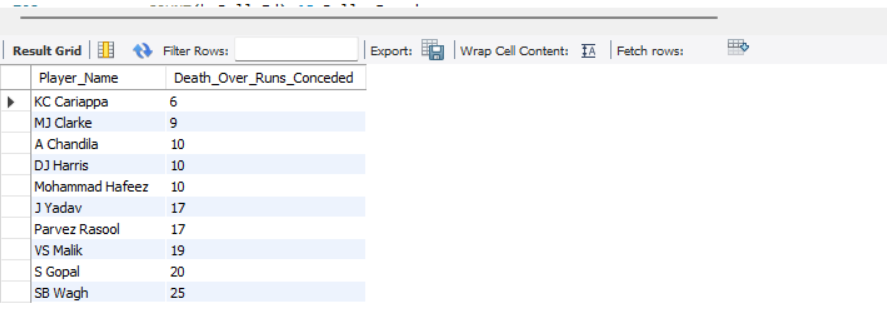 Result Grid Filter Rows: Export: Wrap Cell Content: Fetch rows:
Player_Name Death_Over_Runs_Conceded
KC Cariappa 6
MJ Clarke 9
A Chandila 10
DJ Harris 10
Mohammad Hafeez 10
J Yadav 17
Parvez Rasool 17
VS Malik 19
S Gopal 20
SB Wagh 25